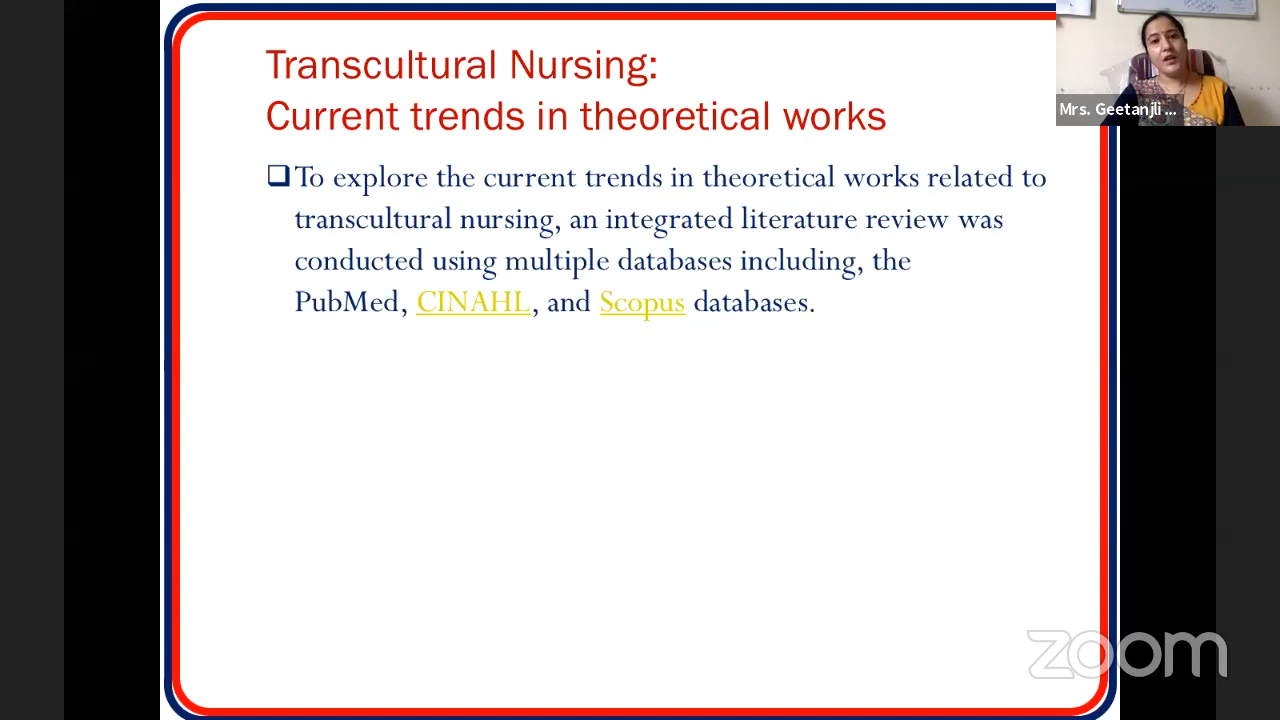 Transcultural Nursing:
Current trends in theoretical works
To explore the current trends in theoretical works related to
transcultural nursing, an integrated literature review was
conducted using multiple databases including, the
PubMed, CINAHL, and Scopus databases.
Mrs. Geetanjli ...
zoom